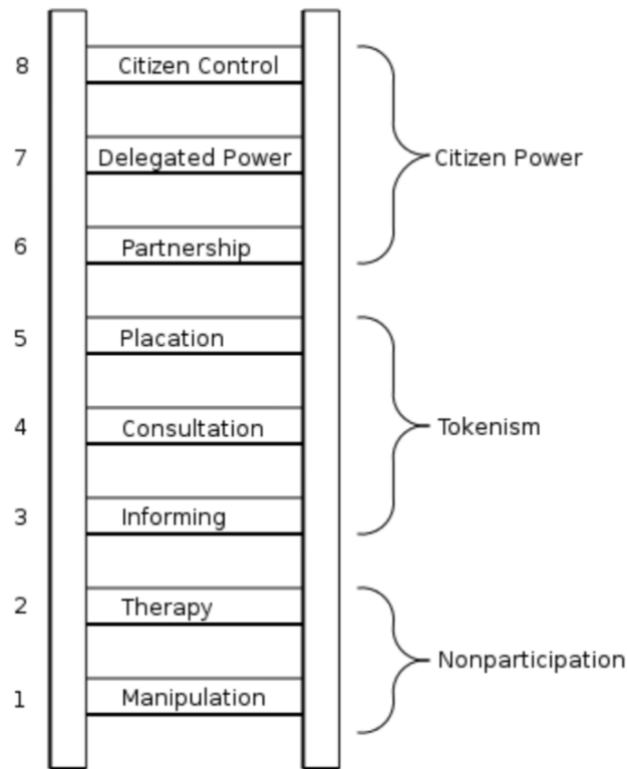 8 Citizen Control
7 Delegated Power Citizen Power
6 Partnership
5 Placation
4 Consultation Tokenism
3 Informing
2 Therapy
Nonparticipation
1 Manipulation